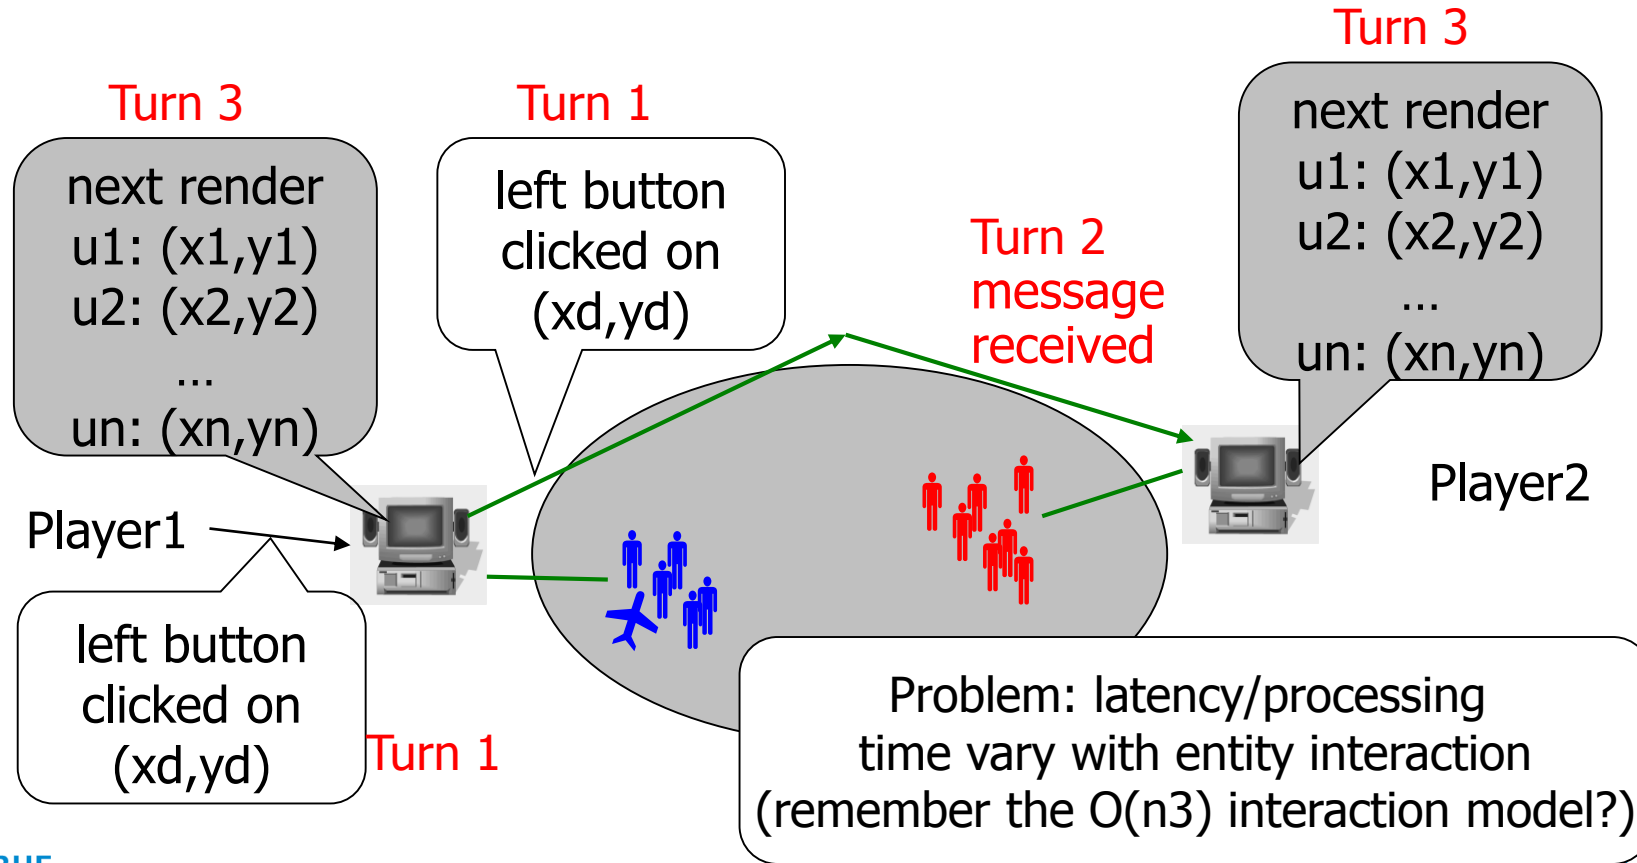 Turn 3
Turn 3
next render
u1: (x1,y1)
u2: (x2,y2)
...
un: (xn,yn)
Turn 1
left button
clicked on
(xd,yd)
Turn 2
message
received
next render
u1: (x1,y1)
u2: (x2,y2)
...
un: (xn,yn)
Player1
Player2
left button
clicked on
(xd,yd)
Turn 1
Problem: latency/processing
time vary with entity interaction
(remember the O(n3) interaction model?)